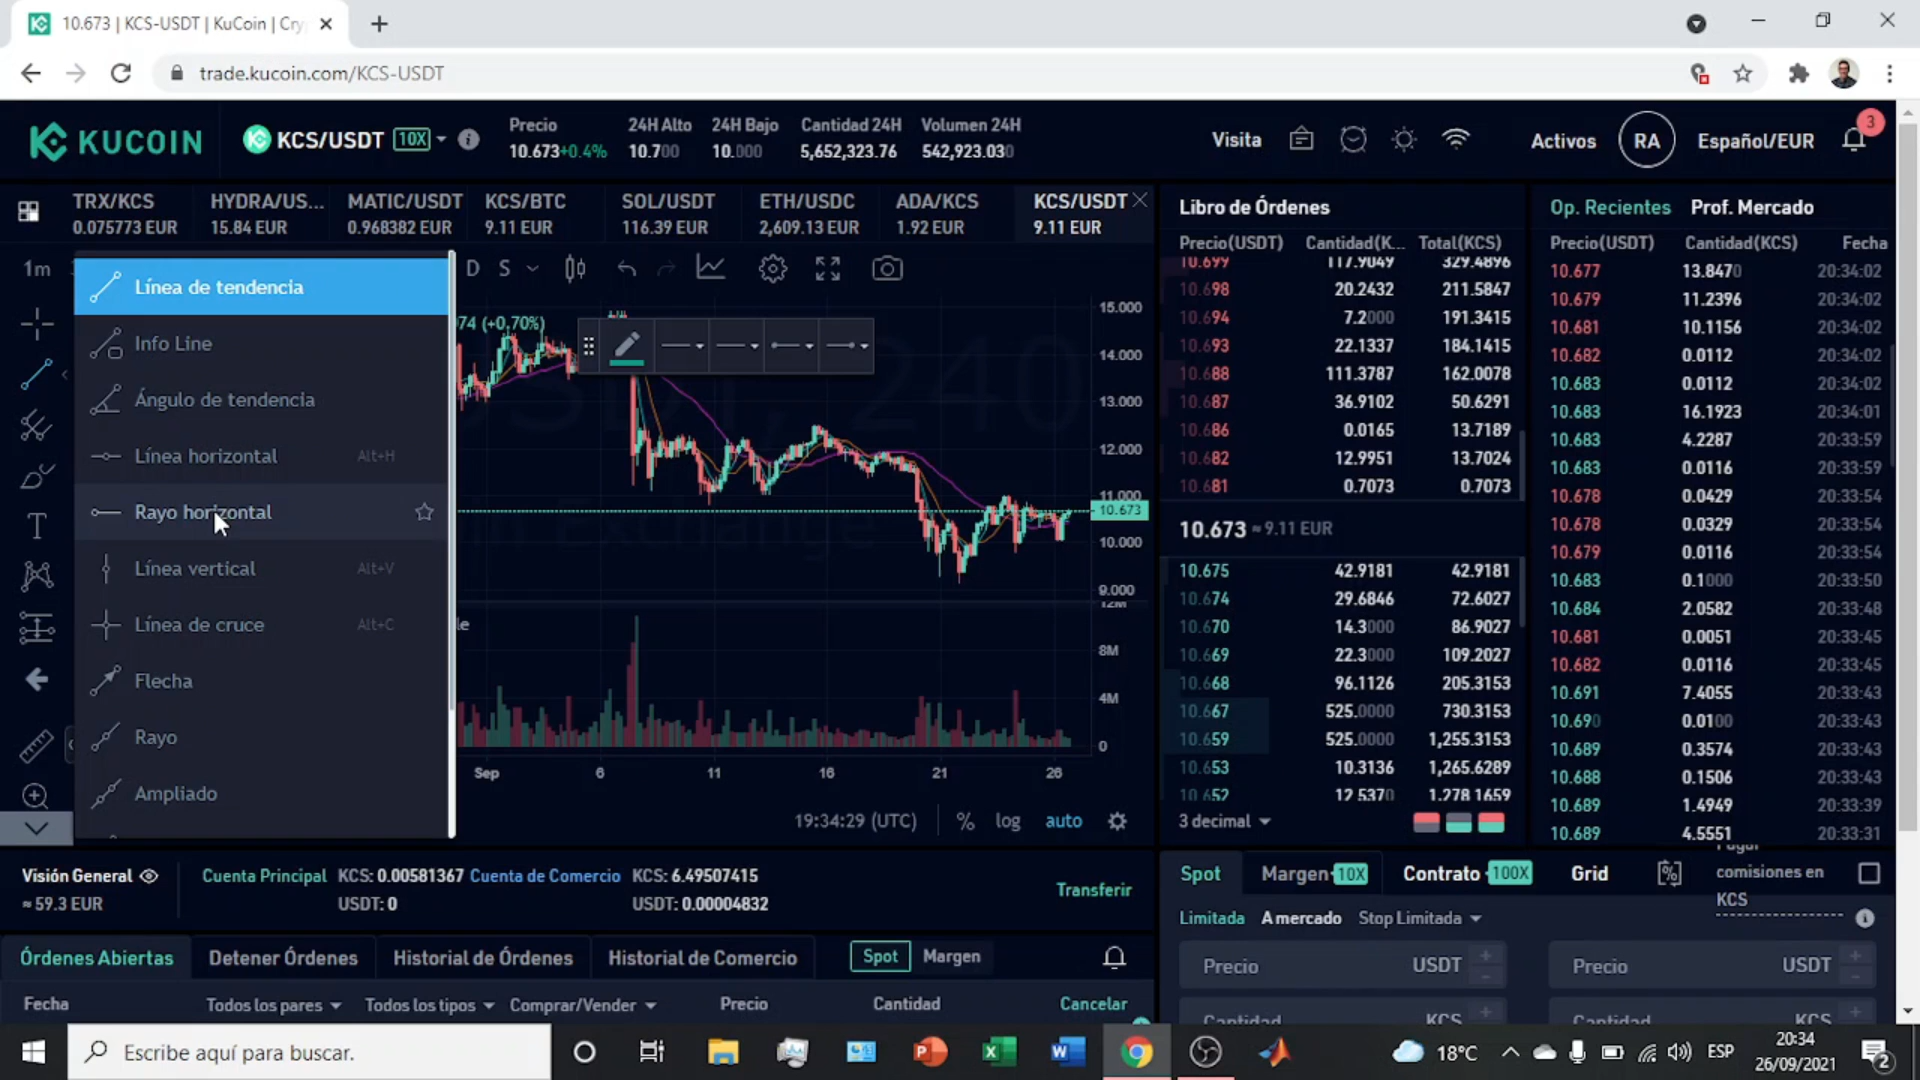 10.673 | KCS-USDT | KuCoin | Cry
trade.kucoin.com/KCS-USDT
KUCOIN
KCS/USDT 10X
Precio
10.673+0.4%
24H Alto
10.700
24H Bajo
10.000
Cantidad 24H
5,652,323.76
Volumen 24H
542,923.030
Visita
Activos
RA
Español/EUR
3
TRX/KCS
0.075773 EUR
HYDRA/US...
15.84 EUR
MATIC/USDT
0.968382 EUR
KCS/BTC
9.11 EUR
SOL/USDT
116.39 EUR
ETH/USDC
2,609.13 EUR
ADA/KCS
1.92 EUR
KCS/USDT
9.11 EUR
1m
D
S
74 (+0.70%)
Línea de tendencia
Info Line
Ángulo de tendencia
Línea horizontal Alt+H
Rayo horizontal
Línea vertical Alt+V
Línea de cruce Alt+C
Flecha
Rayo
Ampliado
15.000
14.000
13.000
12.000
11.000
10.673
10.000
9.000
12M
8M
4M
0
Sep 6 11 16 21 26
19:34:29 (UTC) % log auto
Libro de Órdenes
Precio(USDT) Cantidad(K... Total(KCS)
10.699 117.9049 329.4896
10.698 20.2432 211.5847
10.694 7.2000 191.3415
10.693 22.1337 184.1415
10.688 111.3787 162.0078
10.687 36.9102 50.6291
10.686 0.0165 13.7189
10.682 12.9951 13.7024
10.681 0.7073 0.7073
10.673 ≈ 9.11 EUR
10.675 42.9181 42.9181
10.674 29.6846 72.6027
10.670 14.3000 86.9027
10.669 22.3000 109.2027
10.668 96.1126 205.3153
10.667 525.0000 730.3153
10.659 525.0000 1,255.3153
10.653 10.3136 1,265.6289
10.652 12.5370 1,278.1659
3 decimal
Op. Recientes Prof. Mercado
Precio(USDT) Cantidad(KCS) Fecha
10.677 13.8470 20:34:02
10.679 11.2396 20:34:02
10.681 10.1156 20:34:02
10.682 0.0112 20:34:02
10.683 0.0112 20:34:02
10.683 16.1923 20:34:01
10.683 4.2287 20:33:59
10.683 0.0116 20:33:59
10.678 0.0429 20:33:54
10.678 0.0329 20:33:54
10.679 0.0116 20:33:54
10.683 0.1000 20:33:50
10.684 2.0582 20:33:48
10.681 0.0051 20:33:45
10.682 0.0116 20:33:45
10.691 7.4055 20:33:43
10.690 0.0100 20:33:43
10.689 0.3574 20:33:43
10.688 0.1506 20:33:43
10.689 1.4949 20:33:39
10.689 4.5551 20:33:31
Visión General
≈ 59.3 EUR
Cuenta Principal KCS: 0.00581367
USDT: 0
Cuenta de Comercio KCS: 6.49507415
USDT: 0.00004832
Transferir
Spot Margen 10X Contrato 100X Grid
Pagar
comisiones en
KCS
Limitada A mercado Stop Limitada
Precio USDT
Precio USDT
Cantidad KCS
Cantidad KCS
Órdenes Abiertas Detener Órdenes Historial de Órdenes Historial de Comercio Spot Margen
Fecha Todos los pares Todos los tipos Comprar/Vender Precio Cantidad Cancelar
Escribe aquí para buscar.
18°C
ESP
20:34
26/09/2021
2